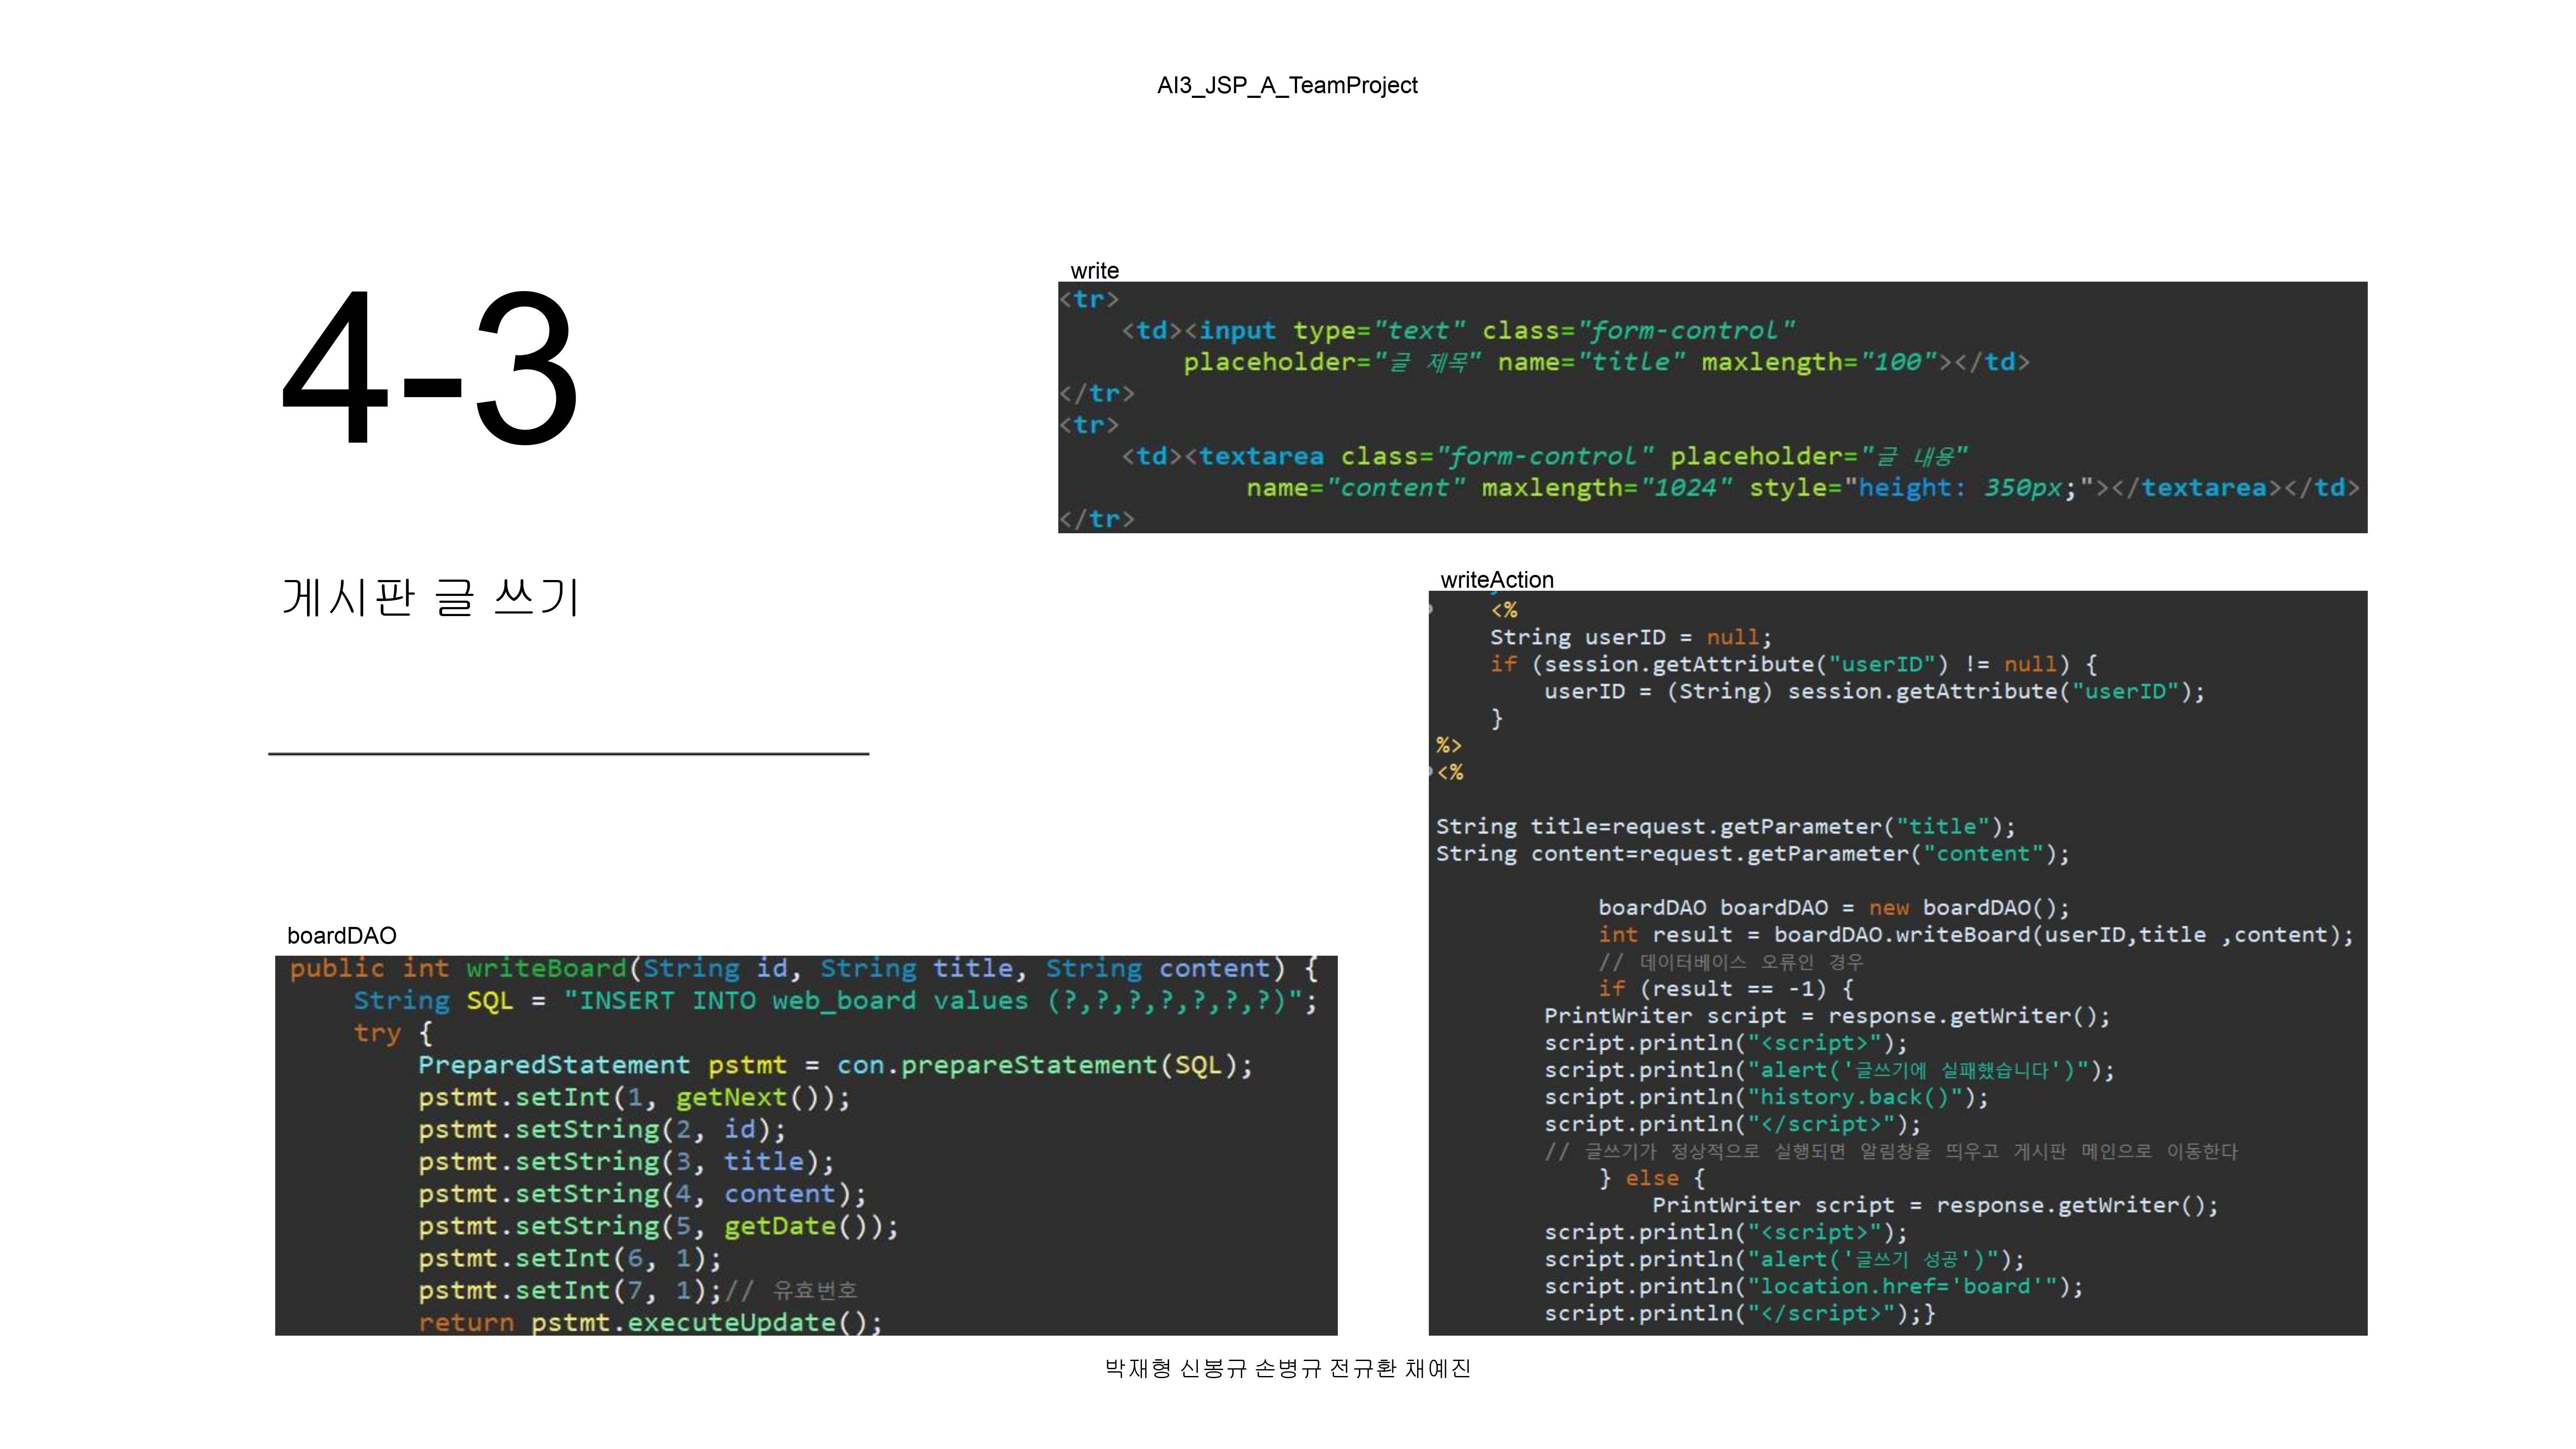 AI3_JSP_A_TeamProject
4-3
게시판 글 쓰기
write
<tr>
<td><input type="text" class="form-control"
placeholder="글 제목" name="title" maxlength="100"></td>
</tr>
<tr>
<td><textarea class="form-control" placeholder="글 내용"
name="content" maxlength="1024" style="height: 350px;"></textarea></td>
</tr>
writeAction
<%
String userID = null;
if (session.getAttribute("userID") != null) {
userID = (String) session.getAttribute("userID");
}
%>
<%
String title=request.getParameter("title");
String content=request.getParameter("content");
boardDAO boardDAO = new boardDAO();
int result = boardDAO.writeBoard(userID,title ,content);
// 데이터베이스 오류인 경우
if (result == -1) {
PrintWriter script = response.getWriter();
script.println("<script>");
script.println("alert('글쓰기에 실패했습니다')");
script.println("history.back()");
script.println("</script>");
// 글쓰기가 정상적으로 실행되면 알림창을 띄우고 게시판 메인으로 이동한다
} else {
PrintWriter script = response.getWriter();
script.println("<script>");
script.println("alert('글쓰기 성공')");
script.println("location.href='board'");
script.println("</script>");}
boardDAO
public int writeBoard(String id, String title, String content) {
String SQL = "INSERT INTO web_board values (?,?,?,?,?,?,?)";
try {
PreparedStatement pstmt = con.prepareStatement(SQL);
pstmt.setInt(1, getNext());
pstmt.setString(2, id);
pstmt.setString(3, title);
pstmt.setString(4, content);
pstmt.setString(5, getDate());
pstmt.setInt(6, 1);
pstmt.setInt(7, 1);// 유효번호
return pstmt.executeUpdate();
박재형 신봉규 손병규 전규환 채예진